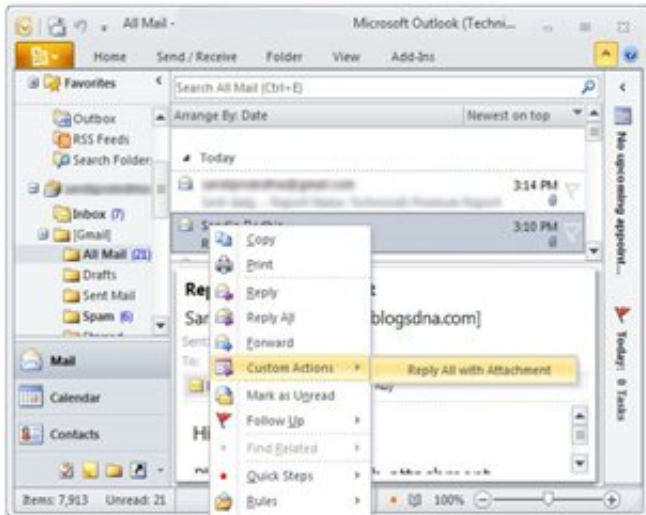 All Mail -
Microsoft Outlook (Techni...
Home Send / Receive Folder View Add-Ins
Favorites
Outbox
RSS Feeds
Search Folder
Inbox (7)
[Gmail]
All Mail (21)
Drafts
Sent Mail
Spam (6)
Mail
Calendar
Contacts
Search All Mail (Ctrl+E)
Arrange By: Date Newest on top
Today
3:14 PM
3:10 PM
Re
Sar
blogsdna.com]
Sent:
To:
Hi
Copy
Print
Reply
Reply All
Forward
Custom Actions
Reply All with Attachment
Mark as Unread
Follow Up
Find Related
Quick Steps
Rules
No upcoming appoint...
Today: 0 Tasks
Items: 7,913 Unread: 21
100%